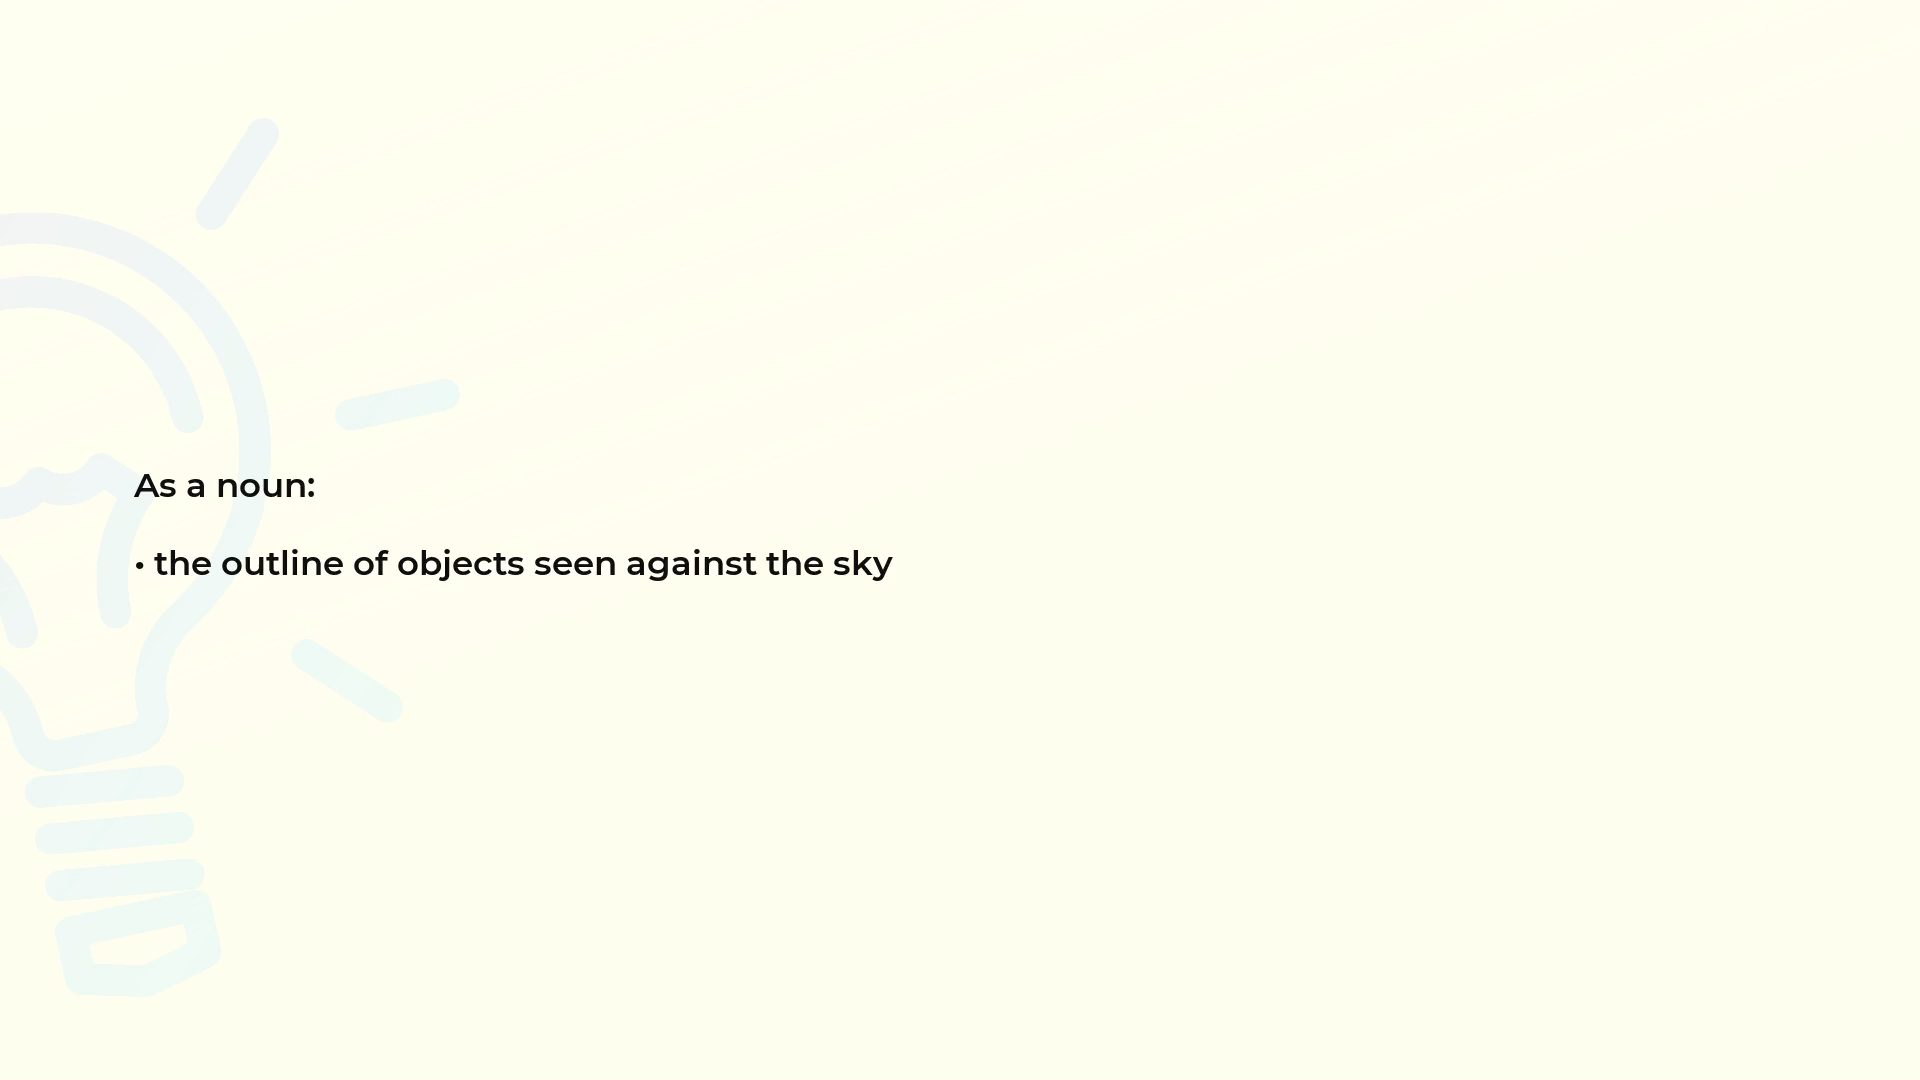 As a noun:
• the outline of objects seen against the sky